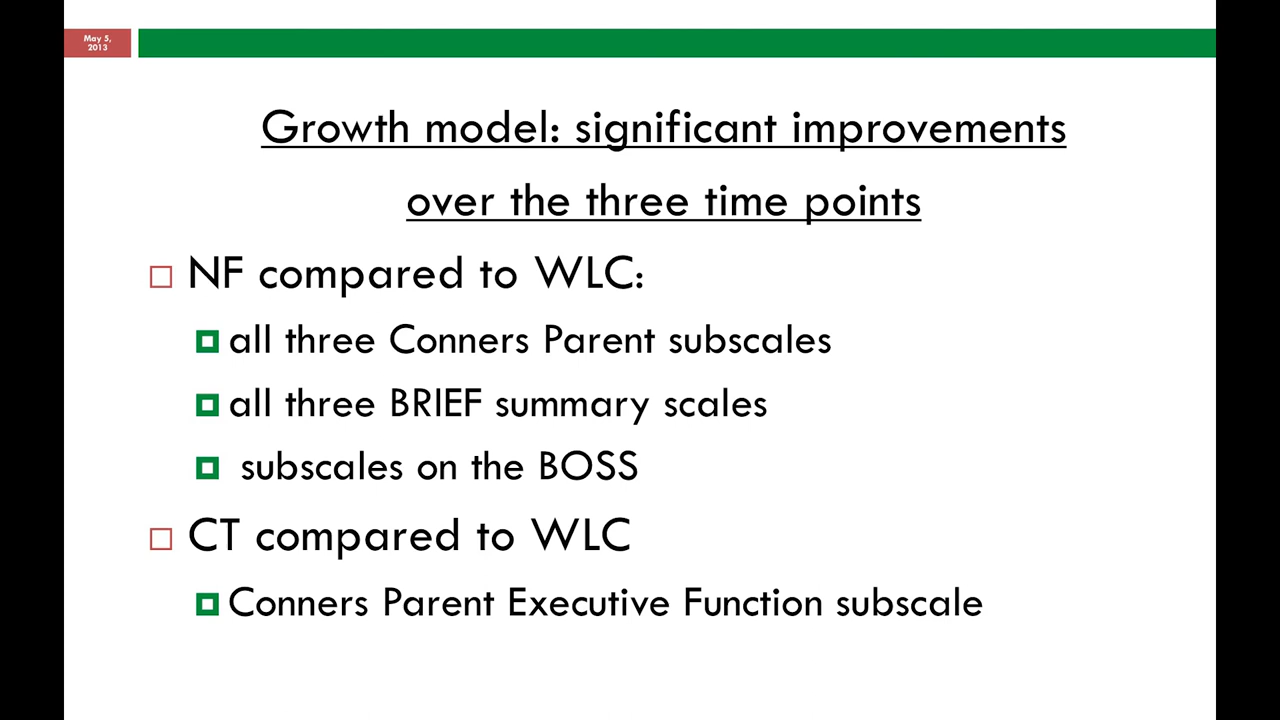 May 5,
2013
Growth model: significant improvements
over the three time points
NF compared to WLC:
all three Conners Parent subscales
all three BRIEF summary scales
subscales on the BOSS
CT compared to WLC
Conners Parent Executive Function subscale